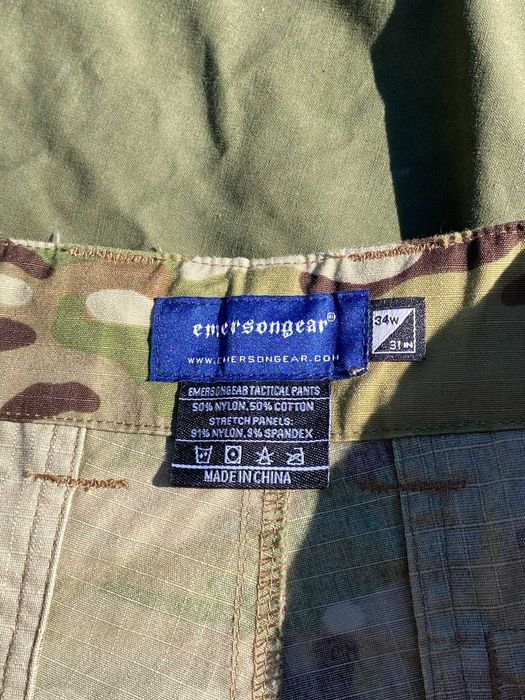 emersongear®
WWW.EMERSONGEAR.COM
34W
31IN
EMERSONGEAR TACTICAL PANTS
50% NYLON, 50% COTTON
STRETCH PANELS:
91% NYLON, 9% SPANDEX
MADE IN CHINA